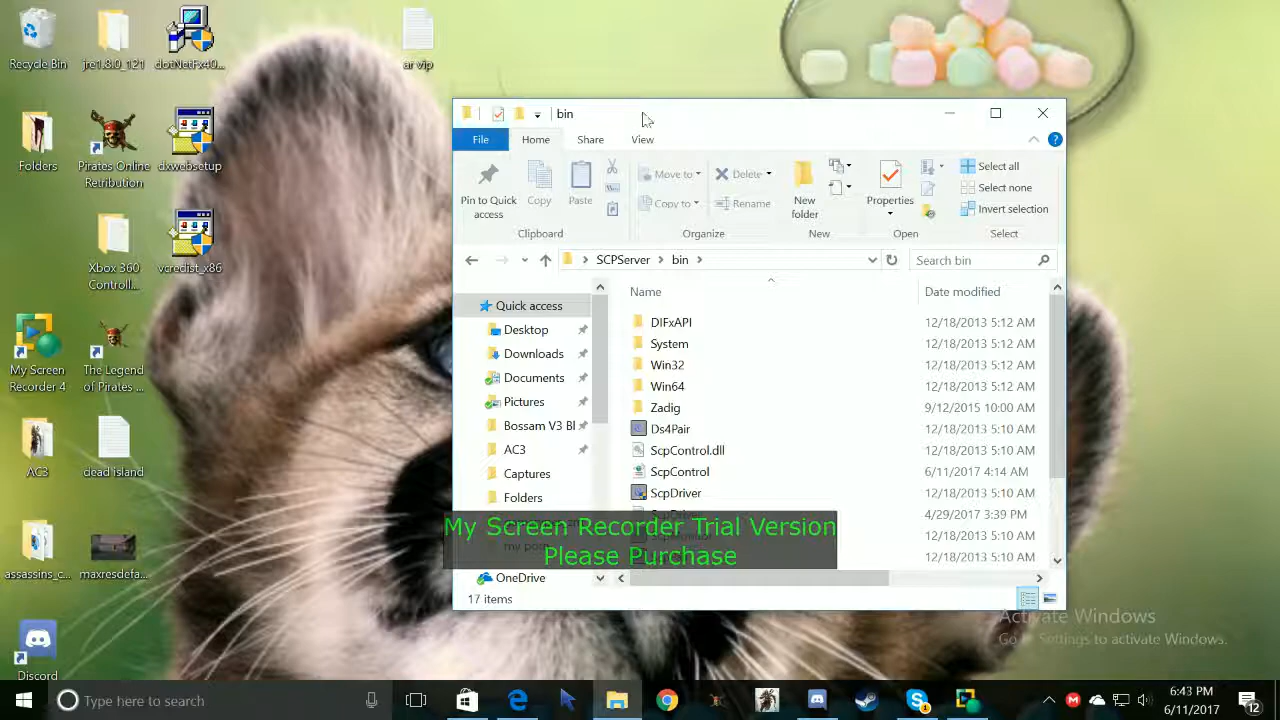 Recycle Bin
jre1.8.0_121
dotNetFx40...
ar vip
Folders
Pirates Online
Retribution
dxwebsetup
Xbox 360
Controll...
vcredist_x86
My Screen
Recorder 4
The Legend
of Pirates ...
AC3
dead island
assassins_c...
maxresdefa...
Discord
bin
File
Home
Share
View
Pin to Quick
access
Copy
Paste
Clipboard
Move to
Copy to
Delete
Rename
Organize
New
folder
New
Properties
Open
Select all
Select none
Invert selection
Select
SCPServer
bin
Search bin
Name
Date modified
Quick access
Desktop
Downloads
Documents
Pictures
Bossam V3 Bl
AC3
Captures
Folders
OneDrive
DIFxAPI 12/18/2013 5:12 AM
System 12/18/2013 5:12 AM
Win32 12/18/2013 5:12 AM
Win64 12/18/2013 5:12 AM
Zadig 9/12/2015 10:00 AM
Ds4Pair 12/18/2013 5:10 AM
ScpControl.dll 12/18/2013 5:10 AM
ScpControl 6/11/2017 4:14 AM
ScpDriver 12/18/2013 5:10 AM
4/29/2017 3:39 PM
12/18/2013 5:10 AM
12/18/2013 5:10 AM
My Screen Recorder Trial Version
Please Purchase
17 items
Activate Windows
Go to Settings to activate Windows.
Type here to search
6:43 PM
6/11/2017
12